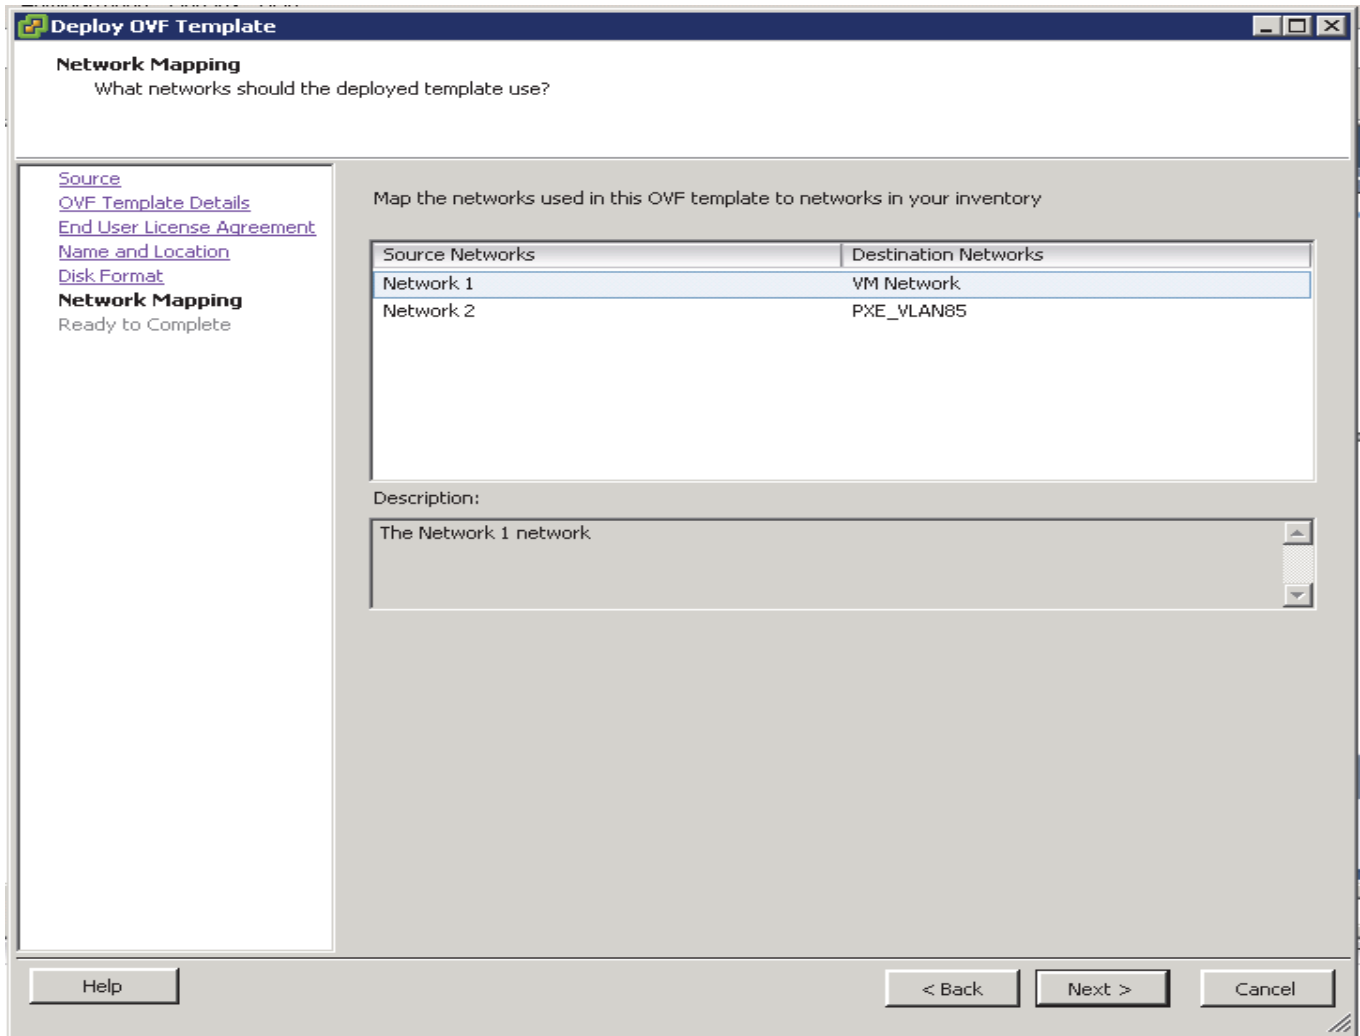 Deploy OVF Template
Network Mapping
What networks should the deployed template use?
Source
OVF Template Details
End User License Agreement
Name and Location
Disk Format
Network Mapping
Ready to Complete
Map the networks used in this OVF template to networks in your inventory
Source Networks Destination Networks
Network 1 VM Network
Network 2 PXE_VLAN85
Description:
The Network 1 network
Help < Back Next > Cancel